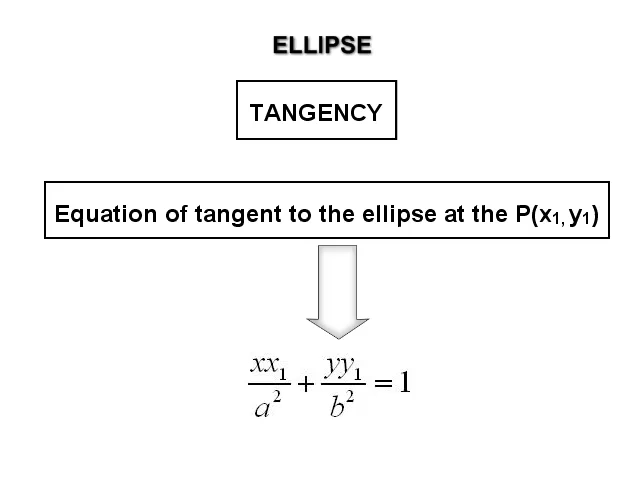 ELLIPSE
TANGENCY
Equation of tangent to the ellipse at the P(x₁, y₁)
xx₁/a² + yy₁/b² = 1